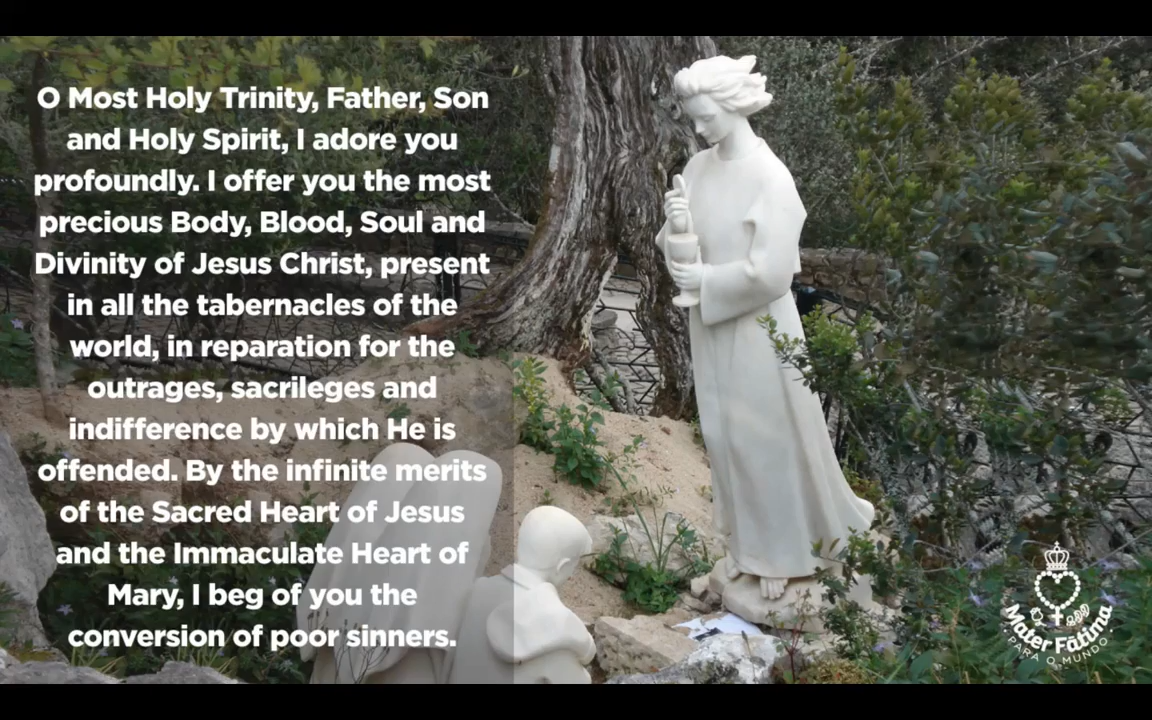 O Most Holy Trinity, Father, Son
and Holy Spirit, I adore you
profoundly. I offer you the most
precious Body, Blood, Soul and
Divinity of Jesus Christ, present
in all the tabernacles of the
world, in reparation for the
outrages, sacrileges and
indifference by which He is
offended. By the infinite merits
of the Sacred Heart of Jesus
and the Immaculate Heart of
Mary, I beg of you the
conversion of poor sinners.
Mater Fátima
PARA O MUNDO